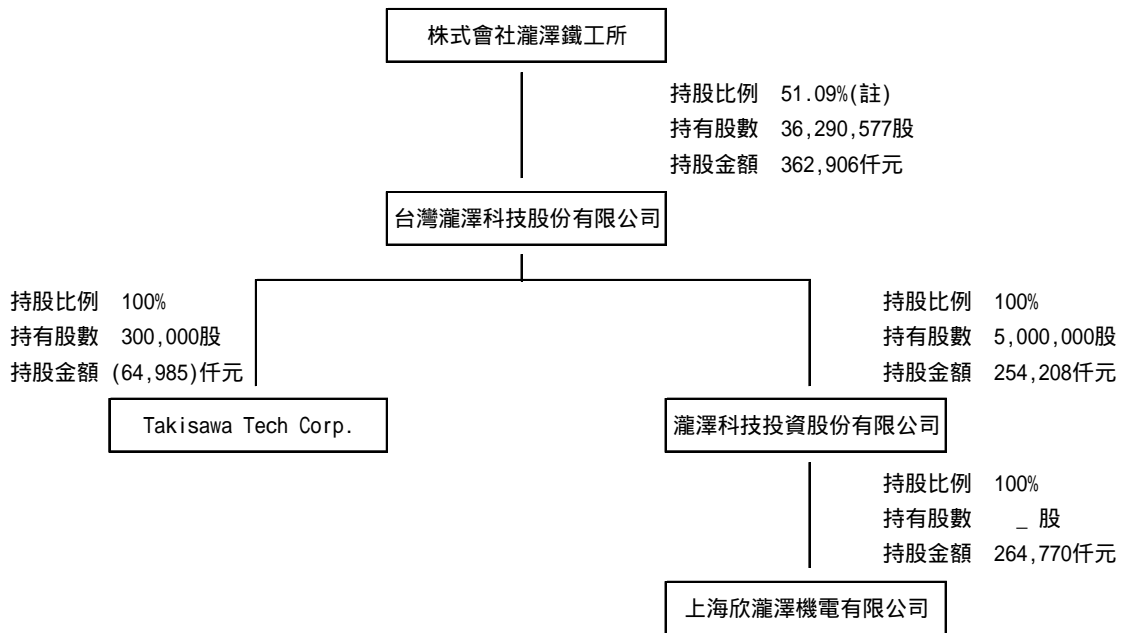 株式會社瀧澤鐵工所
持股比例 51.09%(註)
持有股數 36,290,577股
持股金額 362,906仟元
台灣瀧澤科技股份有限公司
持股比例 100%
持有股數 300,000股
持股金額 (64,985)仟元
Takisawa Tech Corp.
持股比例 100%
持有股數 5,000,000股
持股金額 254,208仟元
瀧澤科技投資股份有限公司
持股比例 100%
持有股數 _ 股
持股金額 264,770仟元
上海欣瀧澤機電有限公司